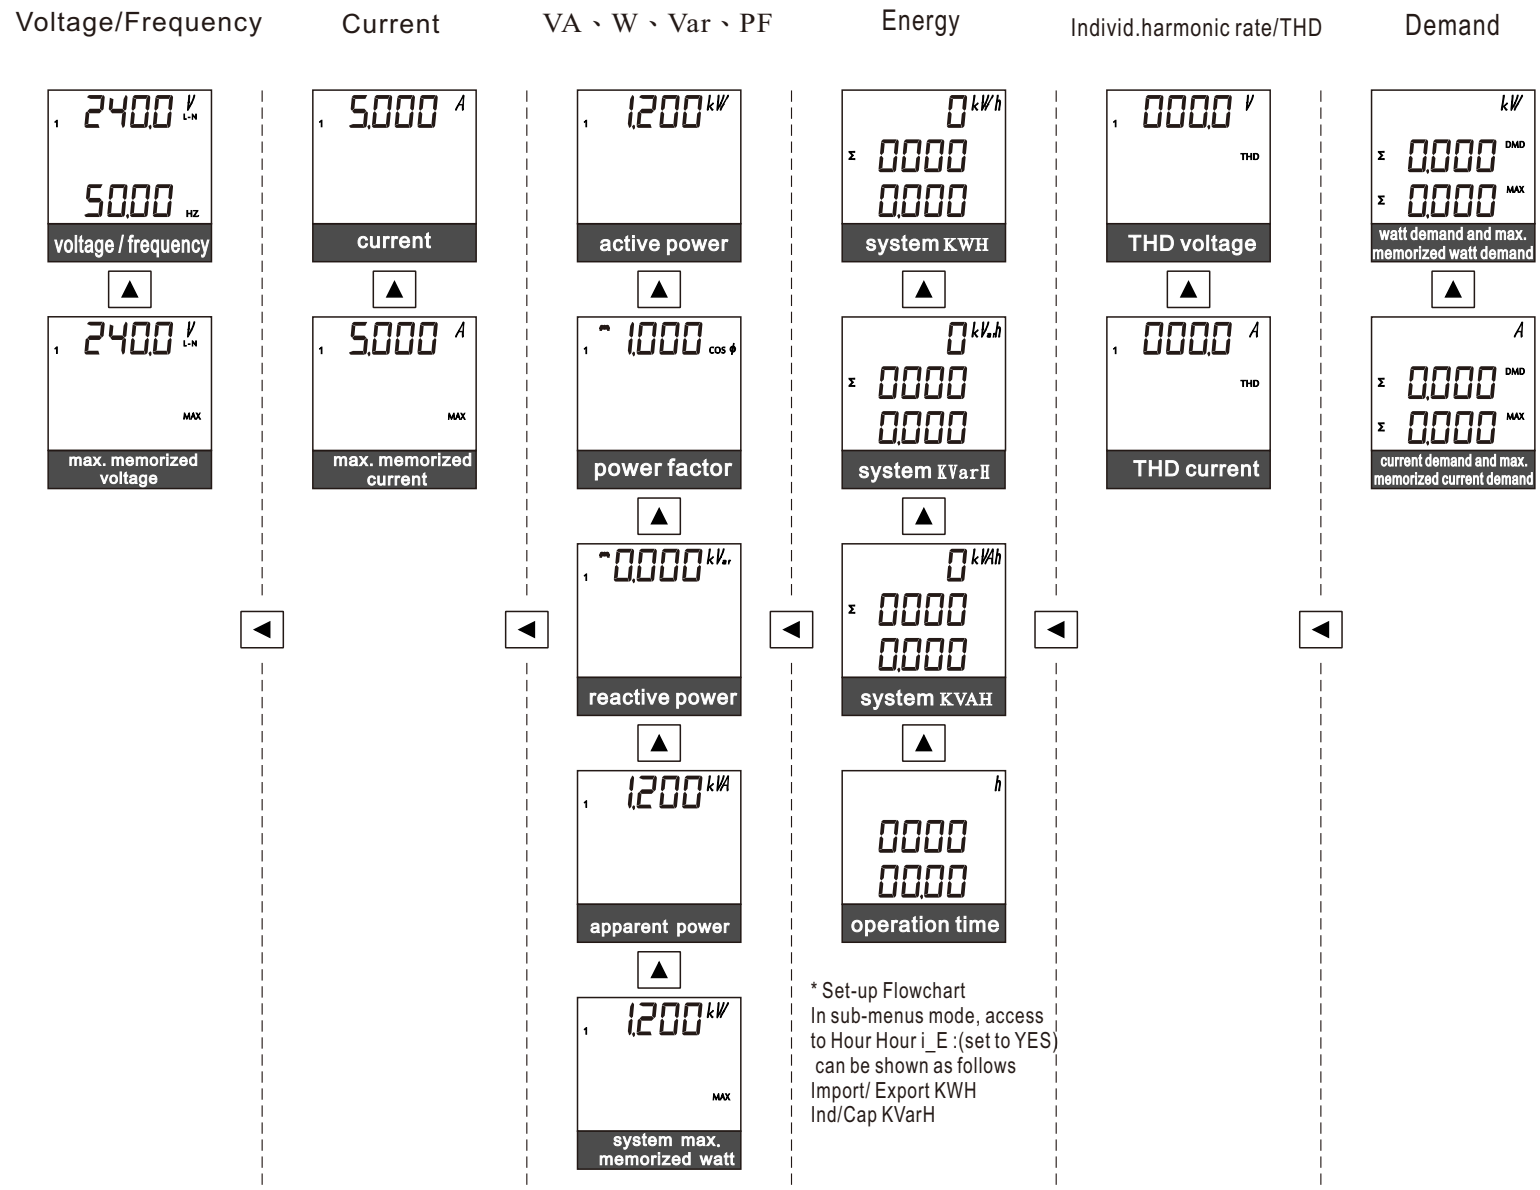 Voltage/Frequency
Current
VA、W、Var、PF
Energy
Individ.harmonic rate/THD
Demand
1 240.0 V L-N
50.00 HZ
voltage / frequency
▲
1 240.0 V L-N
MAX
max. memorized
voltage
1 5.000 A
current
▲
1 5.000 A
MAX
max. memorized
current
1 1.200 kW
active power
▲
1 1.000 cos ϕ
power factor
▲
1 0.000 kVar
reactive power
▲
1 1.200 kVA
apparent power
▲
1 1.200 kW
MAX
system max.
memorized watt
0 kWh
Σ 0000
0.000
system KWH
▲
0 kVarh
Σ 0000
0.000
system KVarH
▲
0 kVAh
Σ 0000
0.000
system KVAH
▲
h
0000
00.00
operation time
* Set-up Flowchart
In sub-menus mode, access
to Hour Hour i_E :(set to YES)
can be shown as follows
Import/ Export KWH
Ind/Cap KVarH
1 000.0 V
THD
THD voltage
▲
1 000.0 A
THD
THD current
kW
Σ 0.000 DMD
Σ 0.000 MAX
watt demand and max.
memorized watt demand
▲
A
Σ 0.000 DMD
Σ 0.000 MAX
current demand and max.
memorized current demand
◀
◀
◀
◀
◀